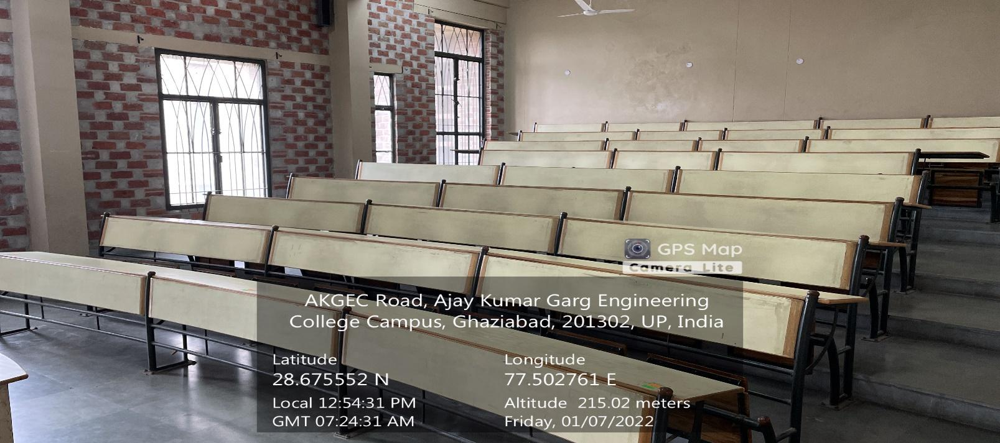 GPS Map
Camera Lite
AKGEC Road, Ajay Kumar Garg Engineering
College Campus, Ghaziabad, 201302, UP, India
Latitude
28.675552 N
Longitude
77.502761 E
Local 12:54:31 PM
GMT 07:24:31 AM
Altitude 215.02 meters
Friday, 01/07/2022